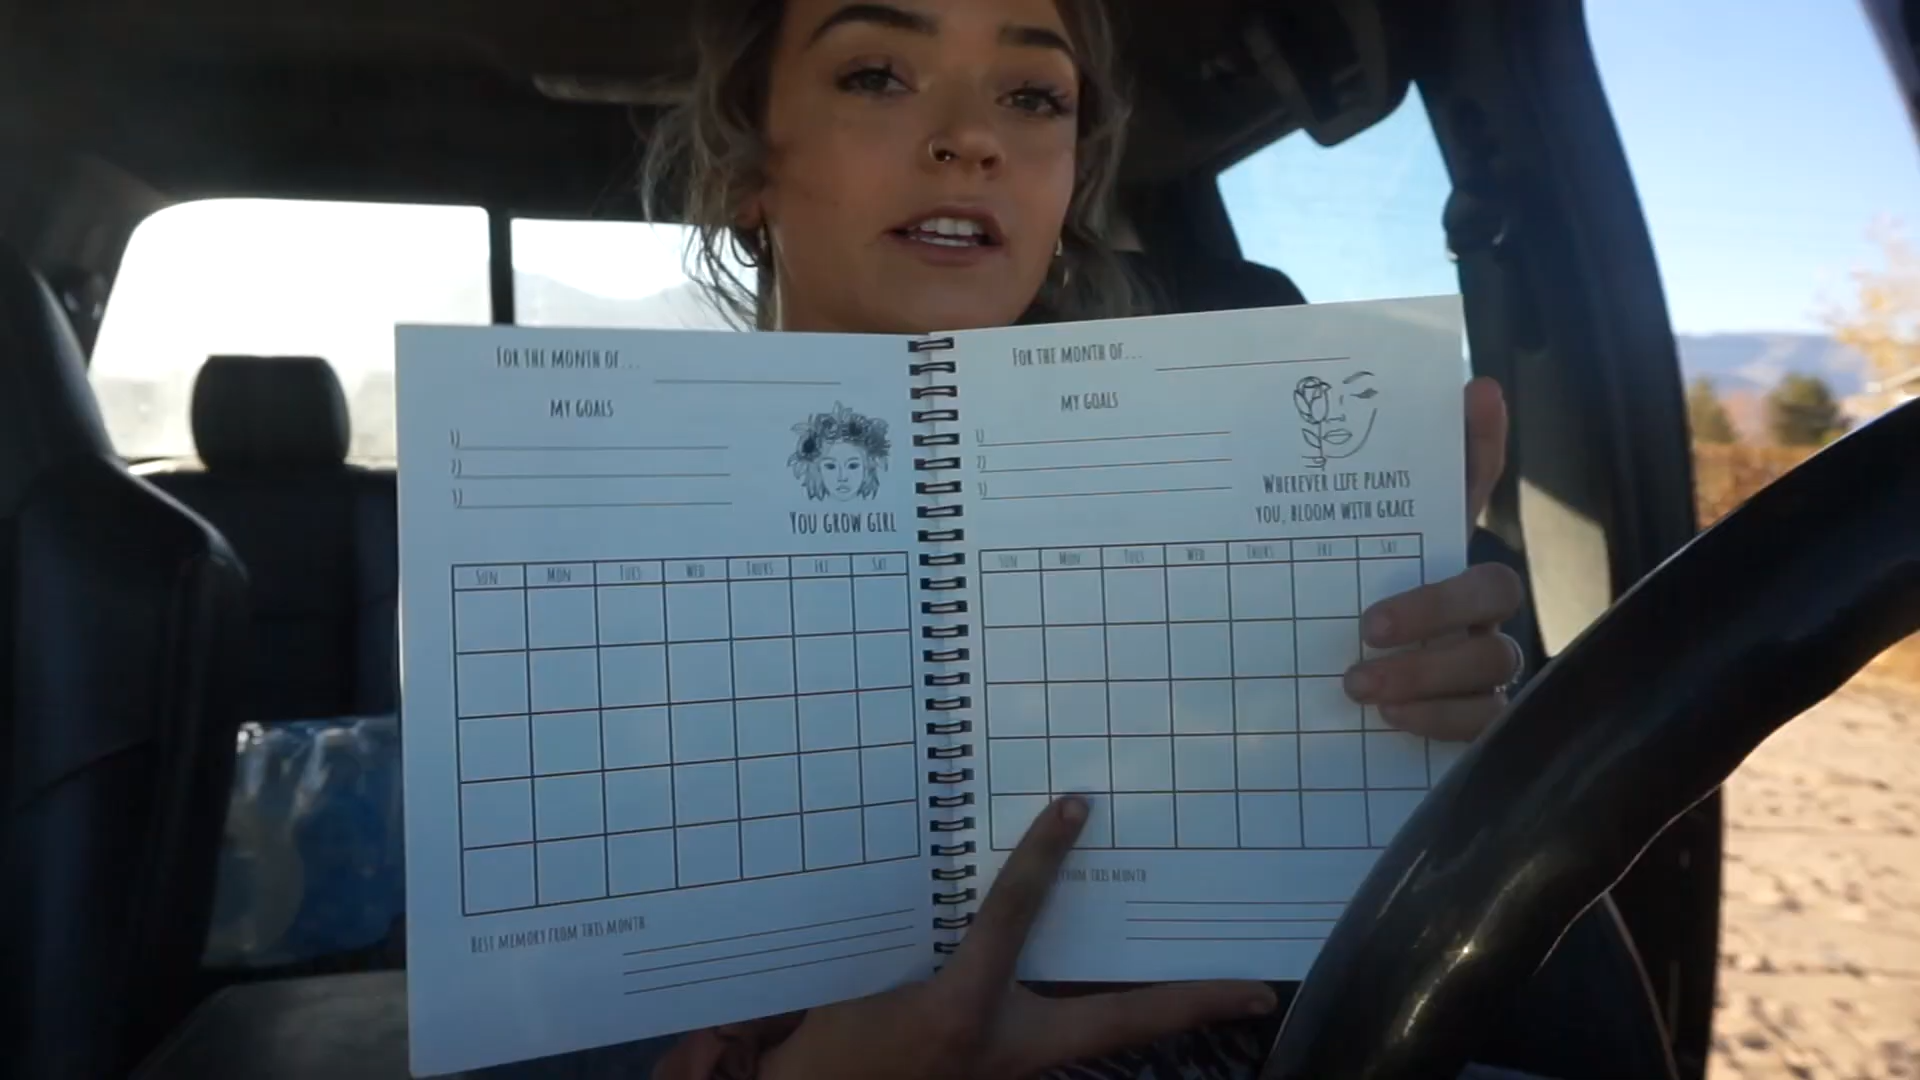 FOR THE MONTH OF...
MY GOALS
1)
2)
3)
YOU GROW GIRL
SUN MON TUES WED THURS FRI SAT
BEST MEMORY FROM THIS MONTH
FOR THE MONTH OF...
MY GOALS
1)
2)
3)
WHEREVER LIFE PLANTS
YOU, BLOOM WITH GRACE
SUN MON TUES WED THURS FRI SAT
FROM THIS MONTH